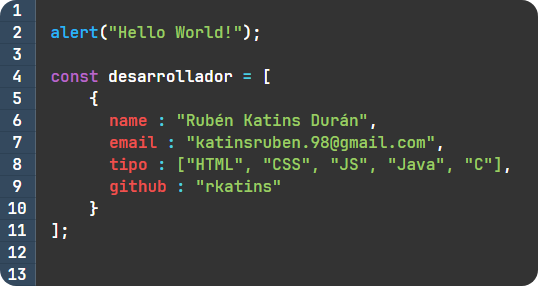 1
2 alert("Hello World!");
3
4 const desarrollador = [
5 {
6 name : "Rubén Katins Durán",
7 email : "katinsruben.98@gmail.com",
8 tipo : ["HTML", "CSS", "JS", "Java", "C"],
9 github : "rkatins"
10 }
11 ];
12
13